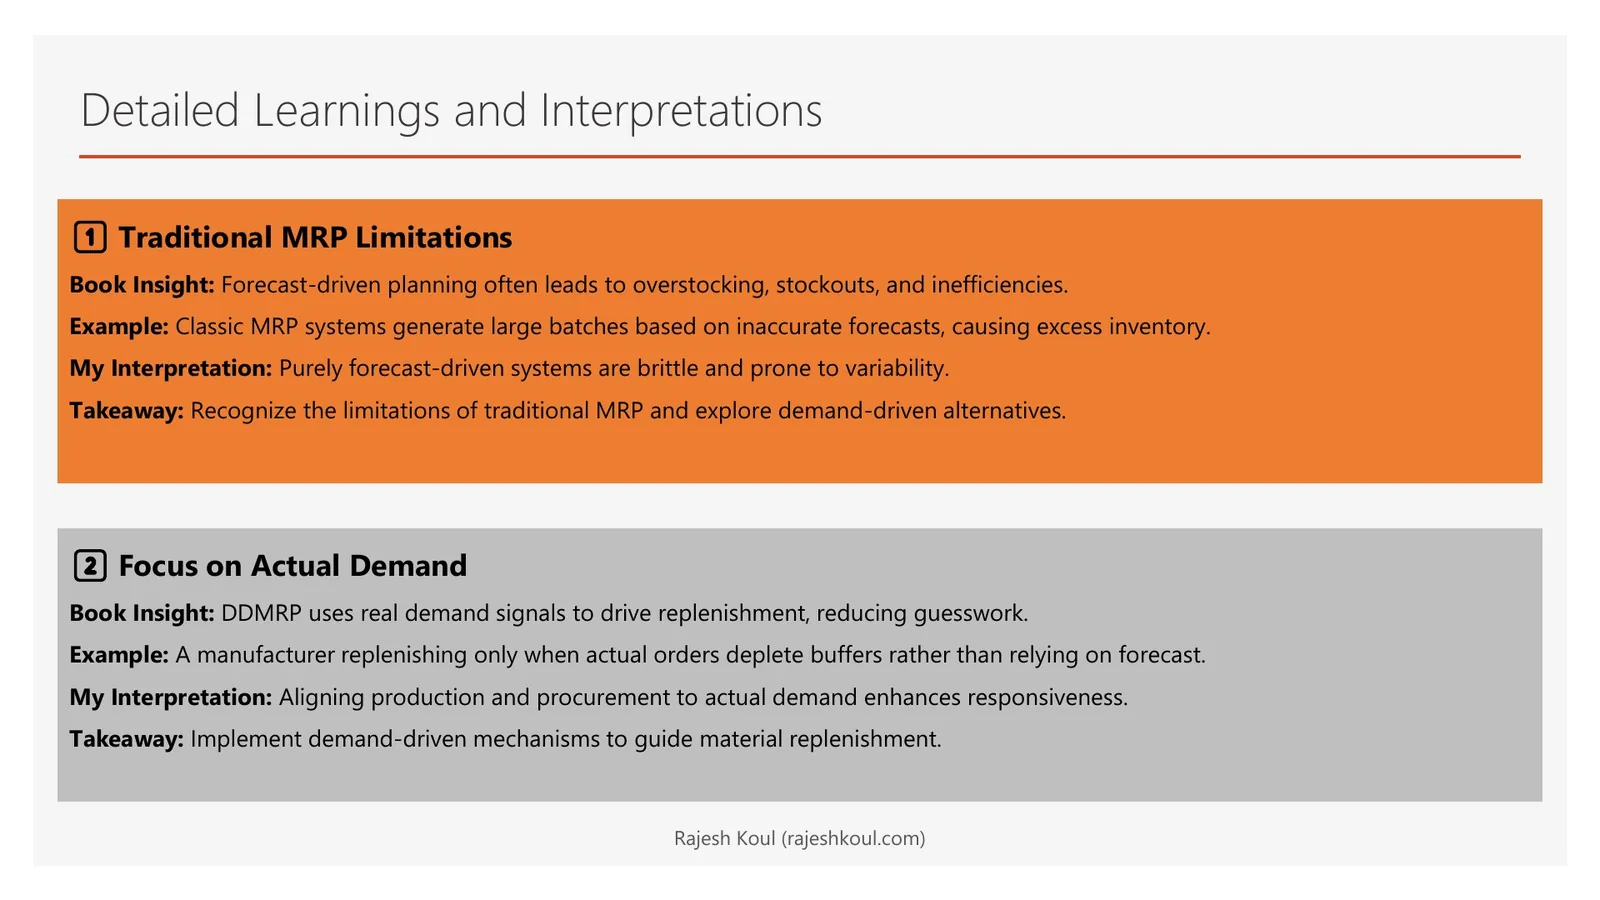 Detailed Learnings and Interpretations
1 Traditional MRP Limitations
Book Insight: Forecast-driven planning often leads to overstocking, stockouts, and inefficiencies.
Example: Classic MRP systems generate large batches based on inaccurate forecasts, causing excess inventory.
My Interpretation: Purely forecast-driven systems are brittle and prone to variability.
Takeaway: Recognize the limitations of traditional MRP and explore demand-driven alternatives.
2 Focus on Actual Demand
Book Insight: DDMRP uses real demand signals to drive replenishment, reducing guesswork.
Example: A manufacturer replenishing only when actual orders deplete buffers rather than relying on forecast.
My Interpretation: Aligning production and procurement to actual demand enhances responsiveness.
Takeaway: Implement demand-driven mechanisms to guide material replenishment.
Rajesh Koul (rajeshkoul.com)